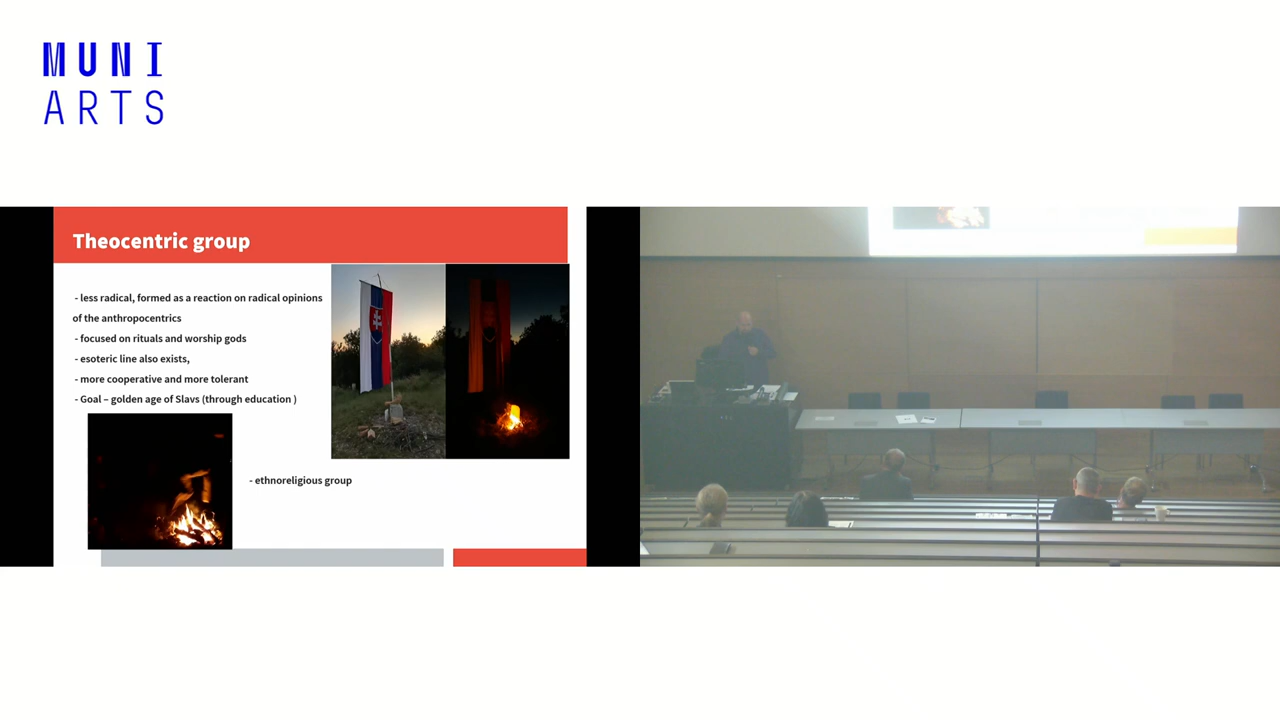 MUNI
ARTS
Theocentric group
- less radical, formed as a reaction on radical opinions
of the anthropocentrics
- focused on rituals and worship gods
- esoteric line also exists,
- more cooperative and more tolerant
- Goal – golden age of Slavs (through education )
- ethnoreligious group